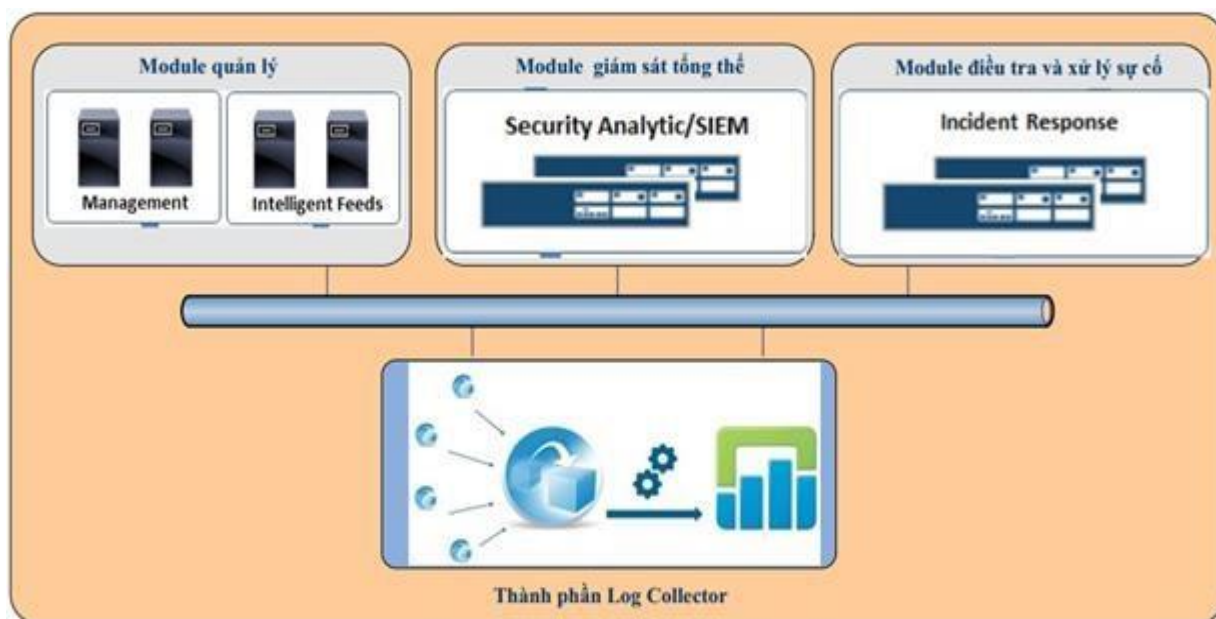 Module quản lý
Management
Intelligent Feeds
Module giám sát tổng thể
Security Analytic/SIEM
Module điều tra và xử lý sự cố
Incident Response
Thành phần Log Collector